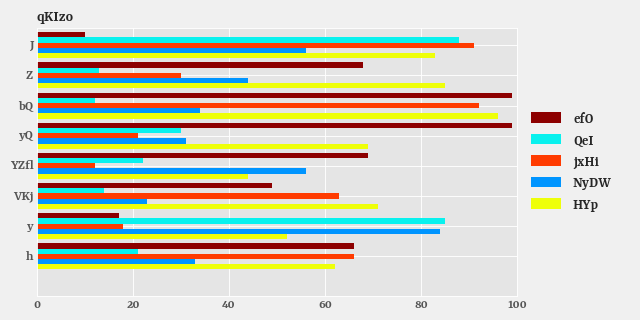 qKIzo
J
Z
bQ
yQ
YZfl
VKj
y
h
0 20 40 60 80 100
efO
QeI
jxHi
NyDW
HYp